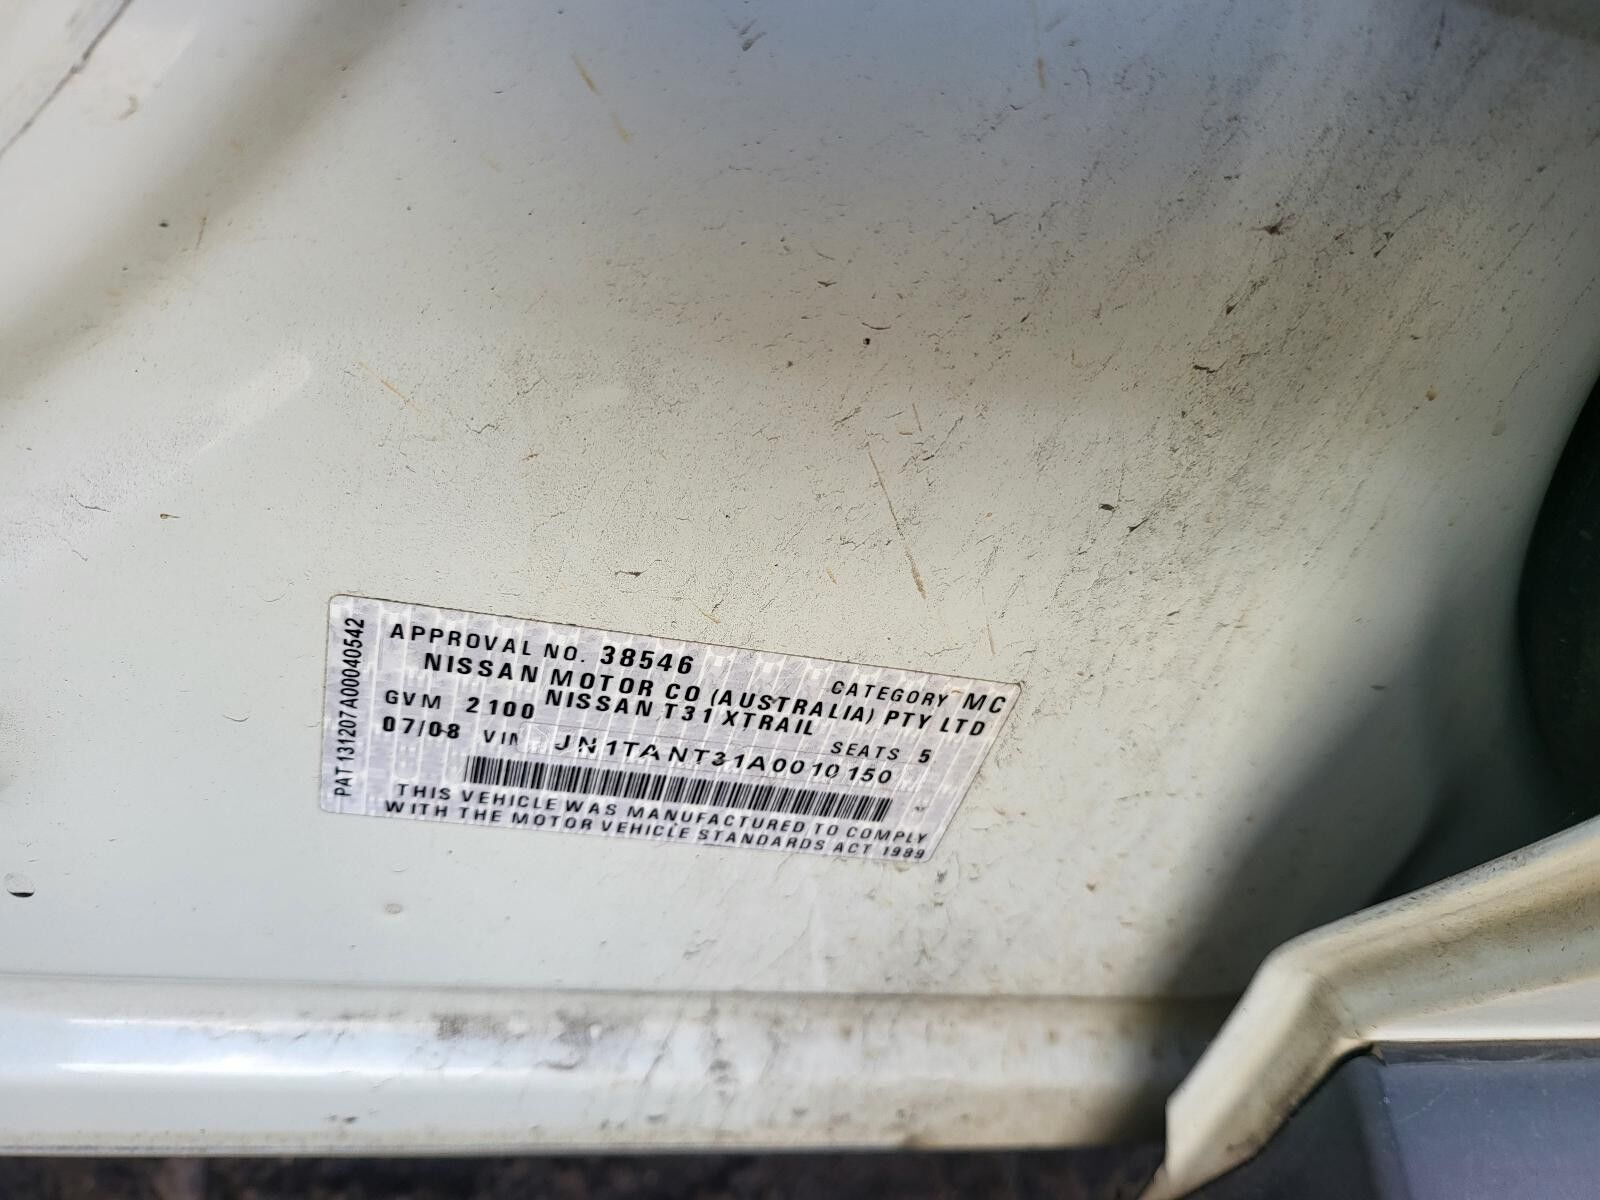 PAT 131207A00040542
APPROVAL NO. 38546 CATEGORY MC
NISSAN MOTOR CO (AUSTRALIA) PTY LTD
NISSAN T31 XTRAIL
GVM 2100 SEATS 5
07/08 VIN JN1TANT31A0010150
THIS VEHICLE WAS MANUFACTURED TO COMPLY
WITH THE MOTOR VEHICLE STANDARDS ACT 1989